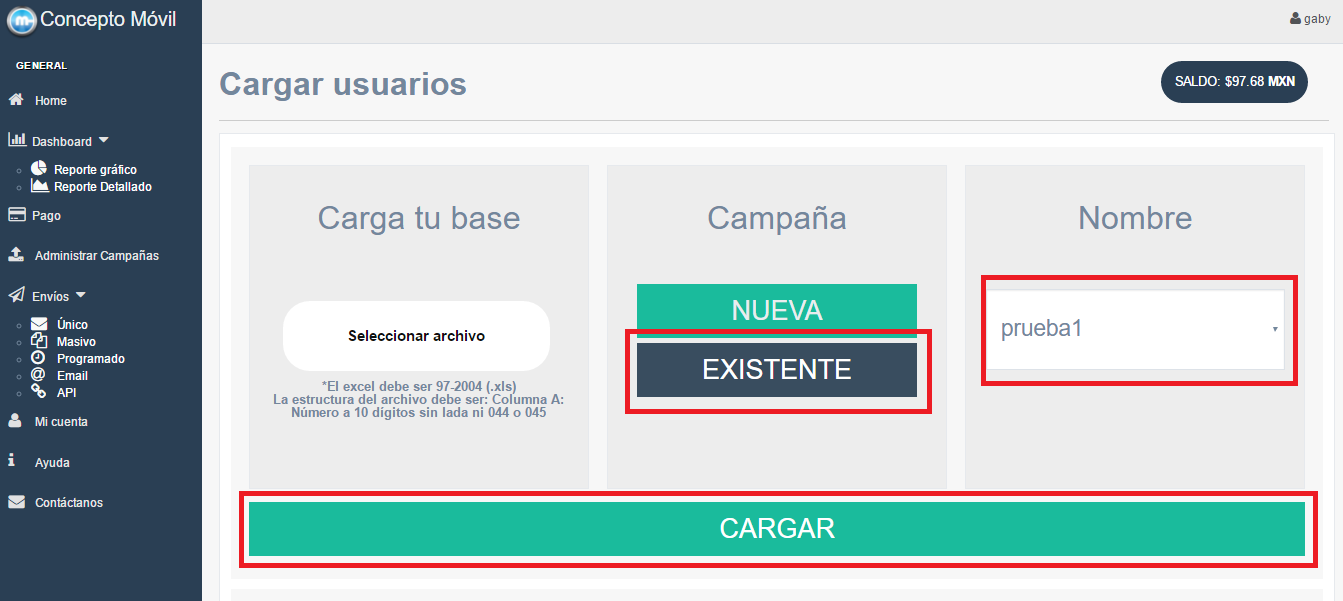 Concepto Móvil
gaby
GENERAL
Home
Dashboard
Reporte gráfico
Reporte Detallado
Pago
Administrar Campañas
Envíos
Único
Masivo
Programado
Email
API
Mi cuenta
Ayuda
Contáctanos
Cargar usuarios
SALDO: $97.68 MXN
Carga tu base
Seleccionar archivo
*El excel debe ser 97-2004 (.xls)
La estructura del archivo debe ser: Columna A:
Número a 10 dígitos sin lada ni 044 o 045
Campaña
NUEVA
EXISTENTE
Nombre
prueba1
CARGAR